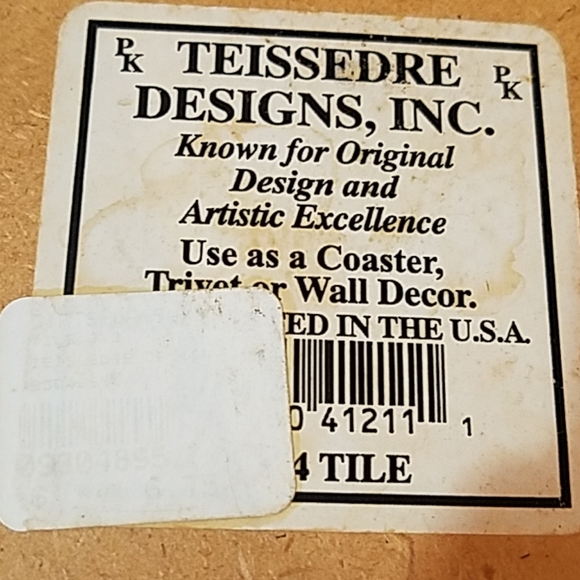 PK TEISSEDRE PK
DESIGNS, INC.
Known for Original
Design and
Artistic Excellence
Use as a Coaster,
Trivet or Wall Decor.
ED IN THE U.S.A.
0 41211 1
4 TILE